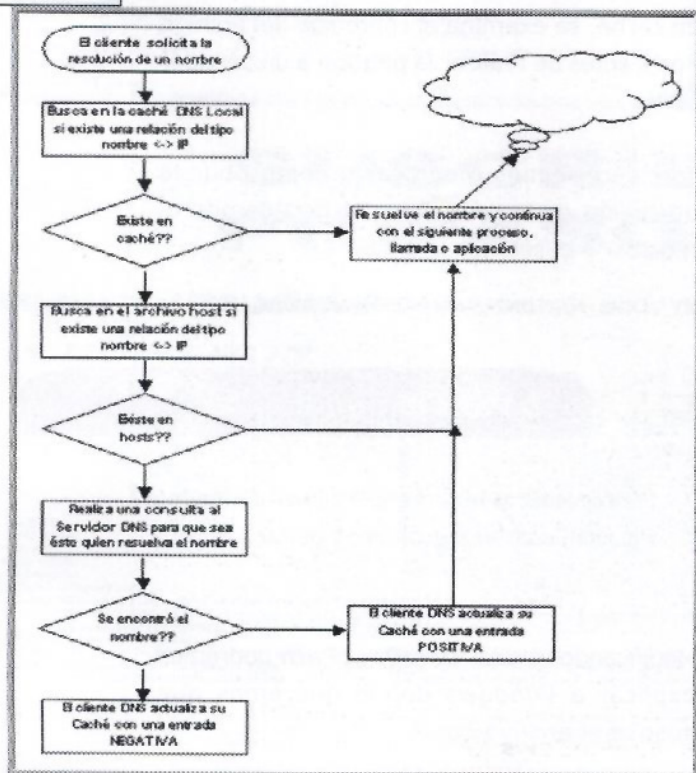 El cliente solicita la
resolución de un nombre
Busca en la caché DNS Local
si existe una relación del tipo
nombre <-> IP
Existe en
caché??
Resuelve el nombre y continua
con el siguiente proceso,
llamada o aplicación
Busca en el archivo host si
existe una relación del tipo
nombre <-> IP
Existe en
hosts??
Realiza una consulta al
Servidor DNS para que sea
éste quien resuelva el nombre
Se encontró el
nombre??
El cliente DNS actualiza su
Caché con una entrada
POSITIVA
El cliente DNS actualiza su
Caché con una entrada
NEGATIVA